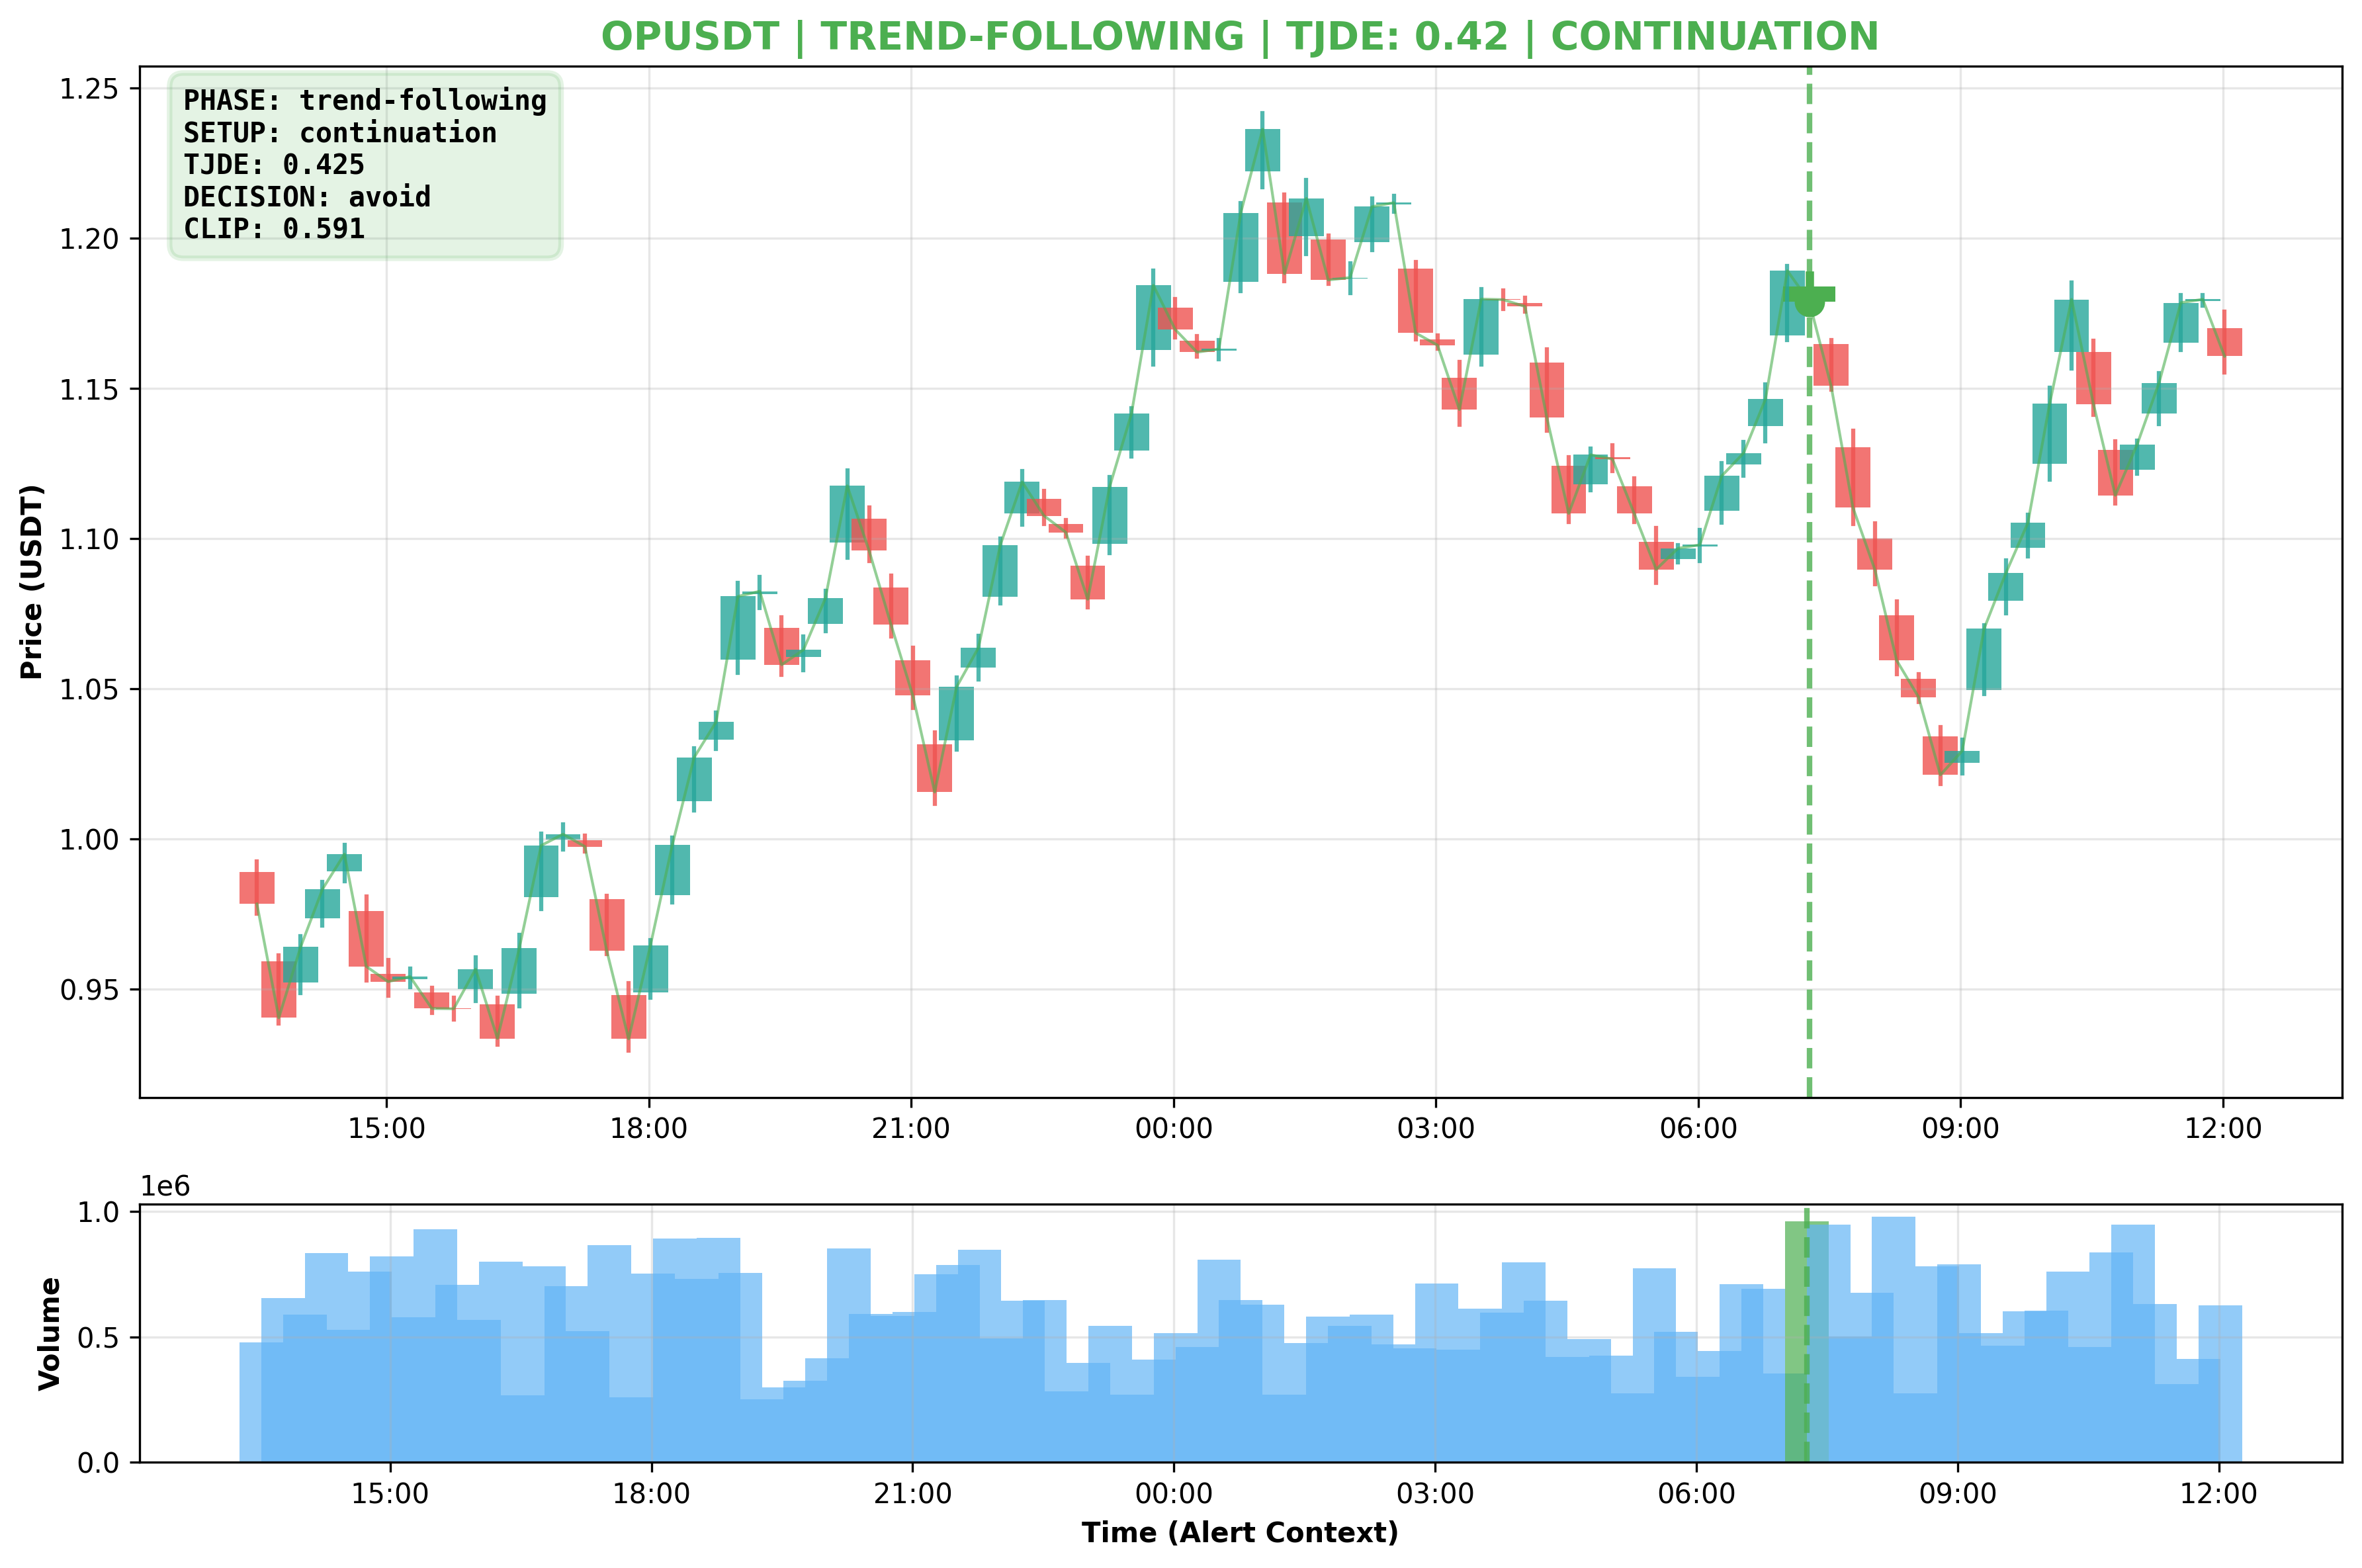 OPUSDT | TREND-FOLLOWING | TJDE: 0.42 | CONTINUATION
PHASE: trend-following
SETUP: continuation
TJDE: 0.425
DECISION: avoid
CLIP: 0.591
Price (USDT)
1.25
1.20
1.15
1.10
1.05
1.00
0.95
15:00 18:00 21:00 00:00 03:00 06:00 09:00 12:00
1e6
Volume
1.0
0.5
0.0
15:00 18:00 21:00 00:00 03:00 06:00 09:00 12:00
Time (Alert Context)